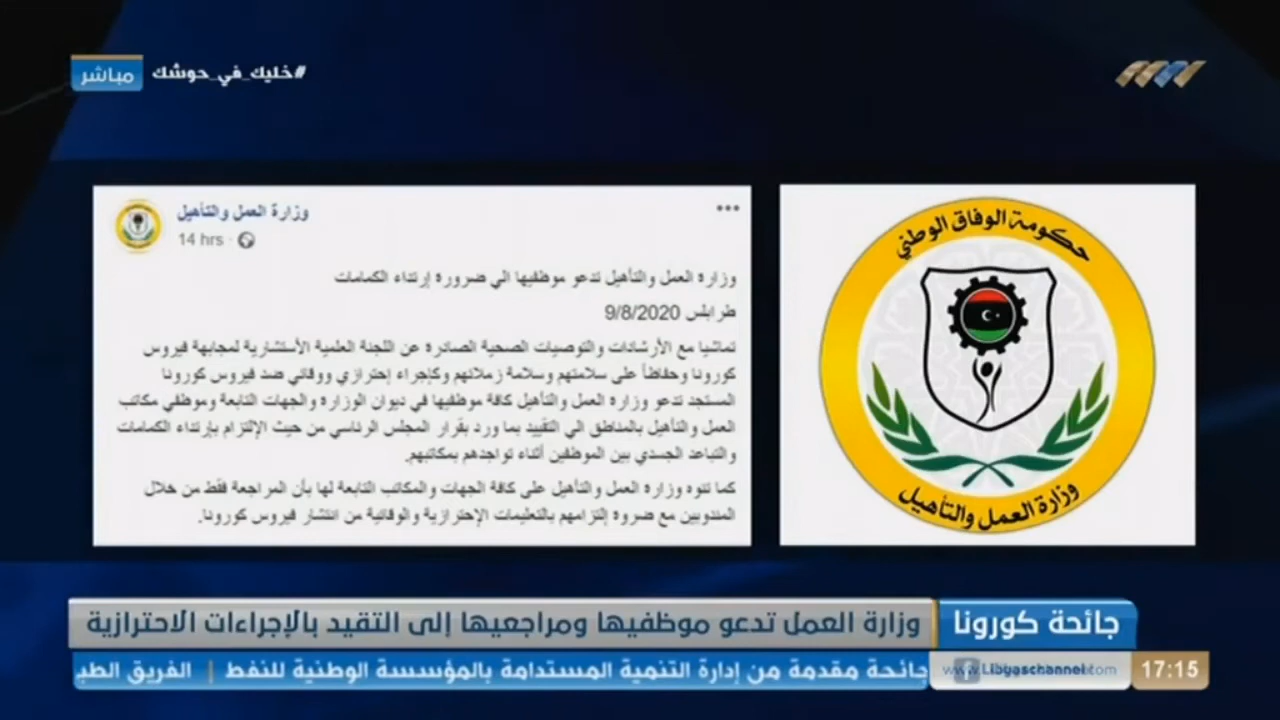 #خليك_في_حوشك
مباشر
وزارة العمل والتأهيل
14 hrs ·
وزارة العمل والتأهيل تدعو موظفيها الي ضرورة إرتداء الكمامات
طرابلس 9/8/2020
تماشيا مع الأرشادات والتوصيات الصحية الصادرة عن اللجنة العلمية الأستشارية لمجابهة فيروس
كورونا وحفاظاً على سلامتهم وسلامة زملائهم وكإجراء إحترازي ووقائي ضد فيروس كورونا
المستجد تدعو وزارة العمل والتأهيل كافة موظفيها في ديوان الوزارة والجهات التابعة وموظفي مكاتب
العمل والتأهيل بالمناطق الي التقييد بما ورد بقرار المجلس الرئاسي من حيث الإلتزام بإرتداء الكمامات
والتباعد الجسدي بين الموظفين أثناء تواجدهم بمكاتبهم.
كما تنوه وزارة العمل والتأهيل على كافة الجهات والمكاتب التابعة لها بأن المراجعة فقط من خلال
المندوبين مع ضروة إلتزامهم بالتعليمات الإحترازية والوقائية من انتشار فيروس كورونا.
حكومة الوفاق الوطني
وزارة العمل والتأهيل
جائحة كورونا
وزارة العمل تدعو موظفيها ومراجعيها إلى التقيد بالإجراءات الاحترازية
17:15
جائحة مقدمة من إدارة التنمية المستدامة بالمؤسسة الوطنية للنفط | الفريق الطبي